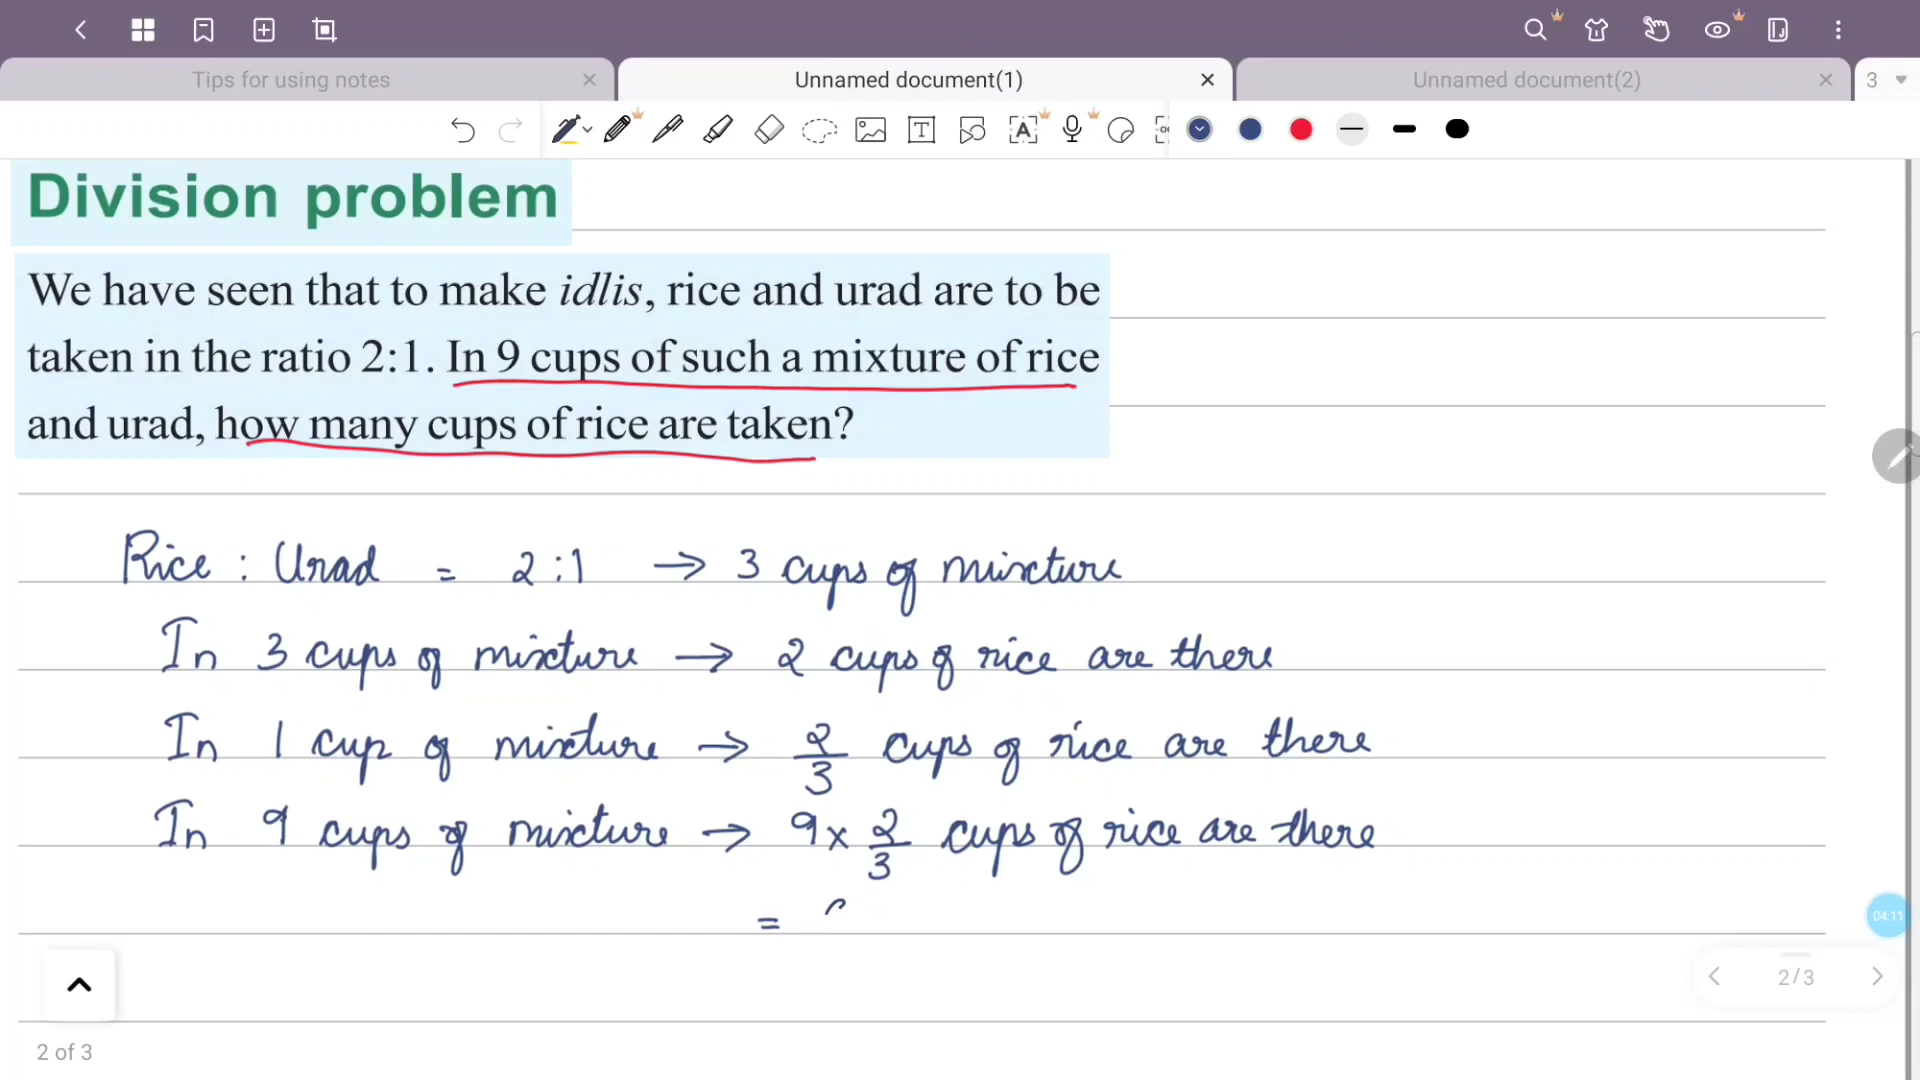 Tips for using notes
Unnamed document(1)
Unnamed document(2)
3
Division problem
We have seen that to make idlis, rice and urad are to be
taken in the ratio 2:1. In 9 cups of such a mixture of rice
and urad, how many cups of rice are taken?
Rice : Urad = 2:1 → 3 cups of mixture
In 3 cups of mixture → 2 cups of rice are there
In 1 cup of mixture → 2/3 cups of rice are there
In 9 cups of mixture → 9 × 2/3 cups of rice are there
=
04:11
2/3
2 of 3